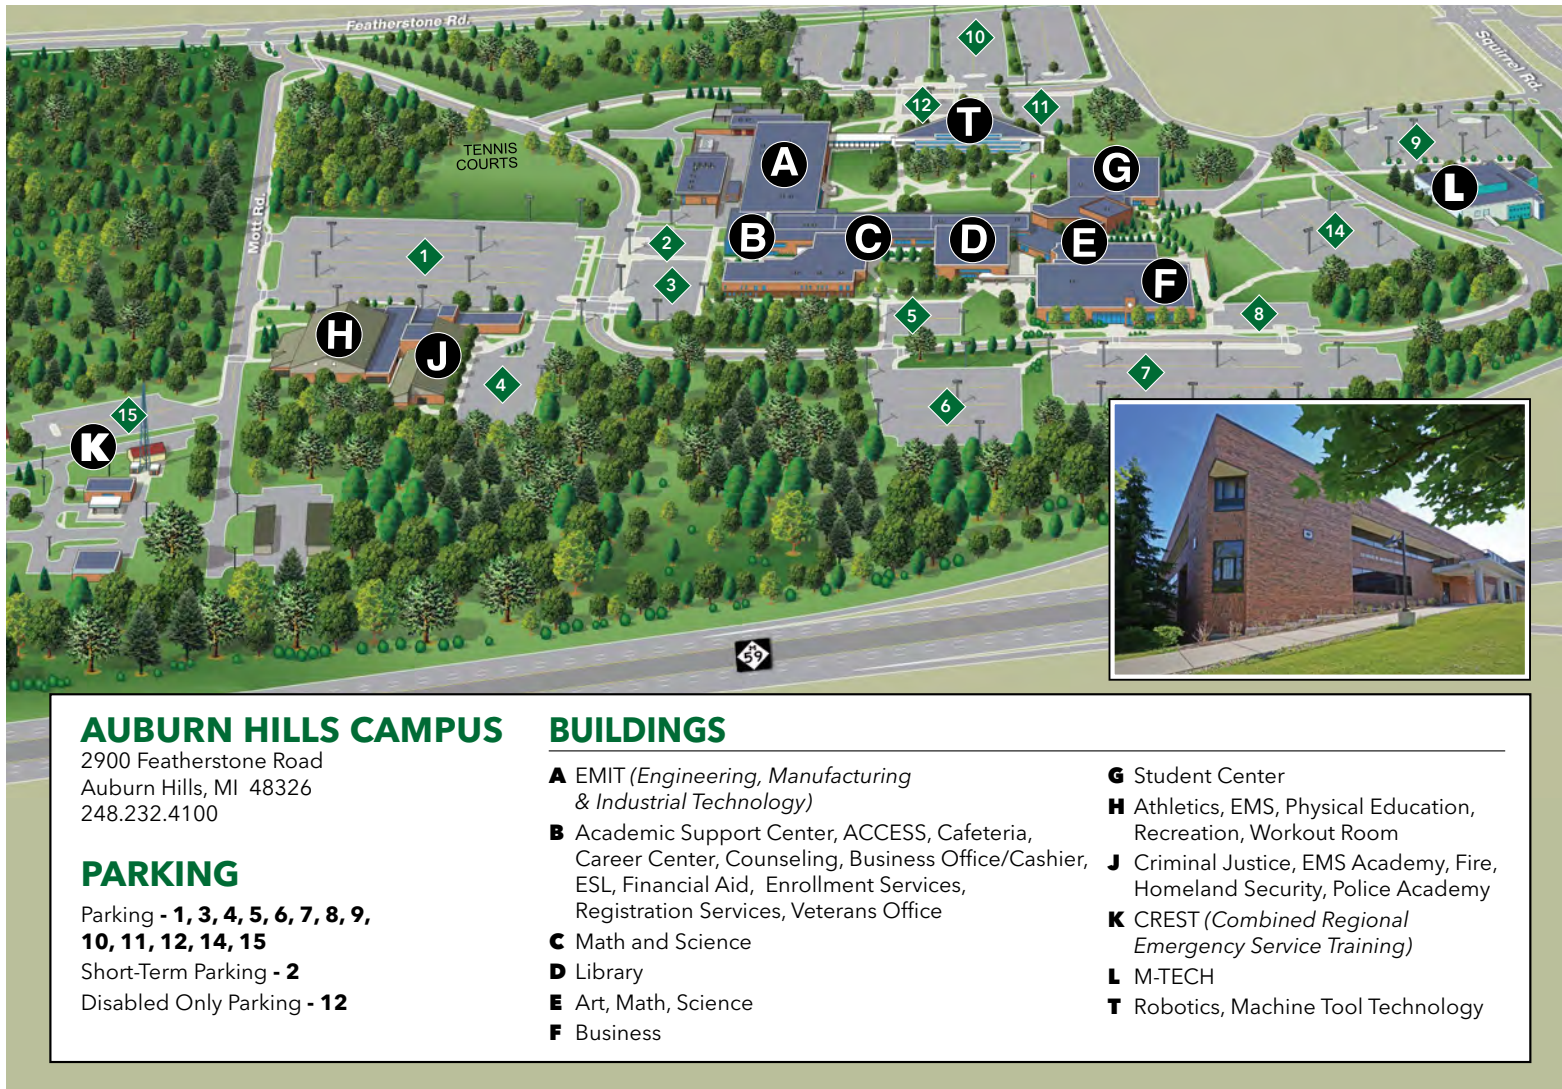 Featherstone Rd.
Squirrel Rd.
10
12
11
T
9
TENNIS
COURTS
A
G
L
Mott Rd.
B
C
D
E
14
2
1
3
F
5
8
H
J
4
7
6
15
K
M
59
AUBURN HILLS CAMPUS
2900 Featherstone Road
Auburn Hills, MI 48326
248.232.4100
PARKING
Parking - 1, 3, 4, 5, 6, 7, 8, 9,
10, 11, 12, 14, 15
Short-Term Parking - 2
Disabled Only Parking - 12
BUILDINGS
A EMIT (Engineering, Manufacturing
& Industrial Technology)
B Academic Support Center, ACCESS, Cafeteria,
Career Center, Counseling, Business Office/Cashier,
ESL, Financial Aid, Enrollment Services,
Registration Services, Veterans Office
C Math and Science
D Library
E Art, Math, Science
F Business
G Student Center
H Athletics, EMS, Physical Education,
Recreation, Workout Room
J Criminal Justice, EMS Academy, Fire,
Homeland Security, Police Academy
K CREST (Combined Regional
Emergency Service Training)
L M-TECH
T Robotics, Machine Tool Technology